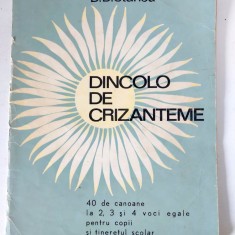 DINCOLO
DE
CRIZANTEME
40 de canoane
la 2, 3 și 4 voci egale
pentru copii
și tineretul școlar